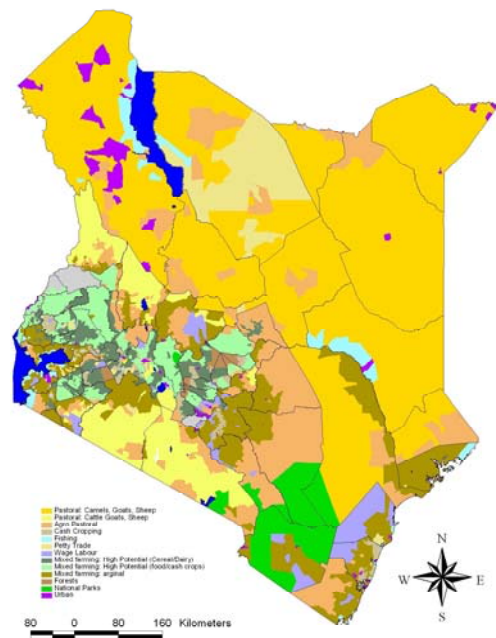 Pastoral: Camels, Goats, Sheep
Pastoral: Cattle Goats, Sheep
Agro Pastoral
Cash Cropping
Fishing
Petty Trade
Wage Labour
Mixed farming: High Potential (Cereal/Dairy)
Mixed farming: High Potential (food/cash crops)
Mixed farming: arginal
Forests
National Parks
Urban
80 0 80 160 Kilometers
N
W E
S